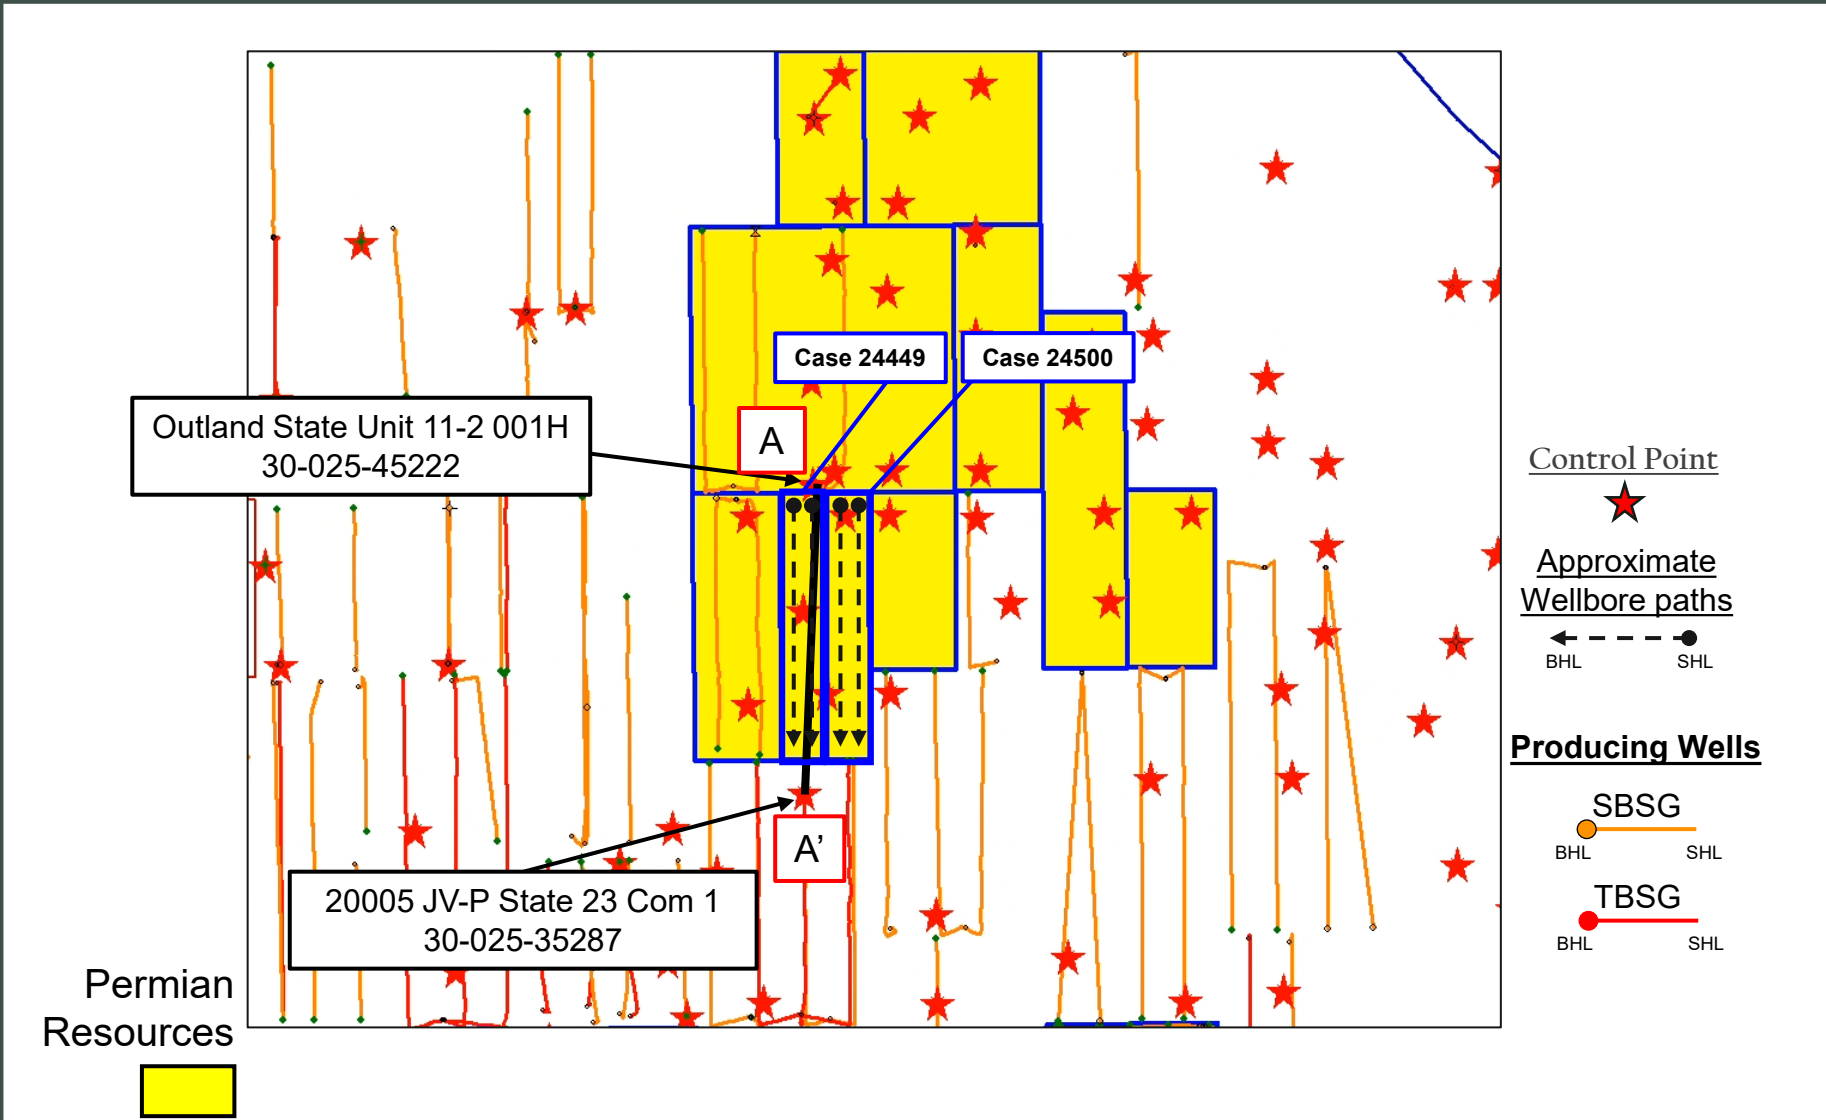 Case 24449
Case 24500
A
Outland State Unit 11-2 001H
30-025-45222
A’
20005 JV-P State 23 Com 1
30-025-35287
Permian
Resources
Control Point
Approximate
Wellbore paths
BHL
SHL
Producing Wells
SBSG
BHL
SHL
TBSG
BHL
SHL